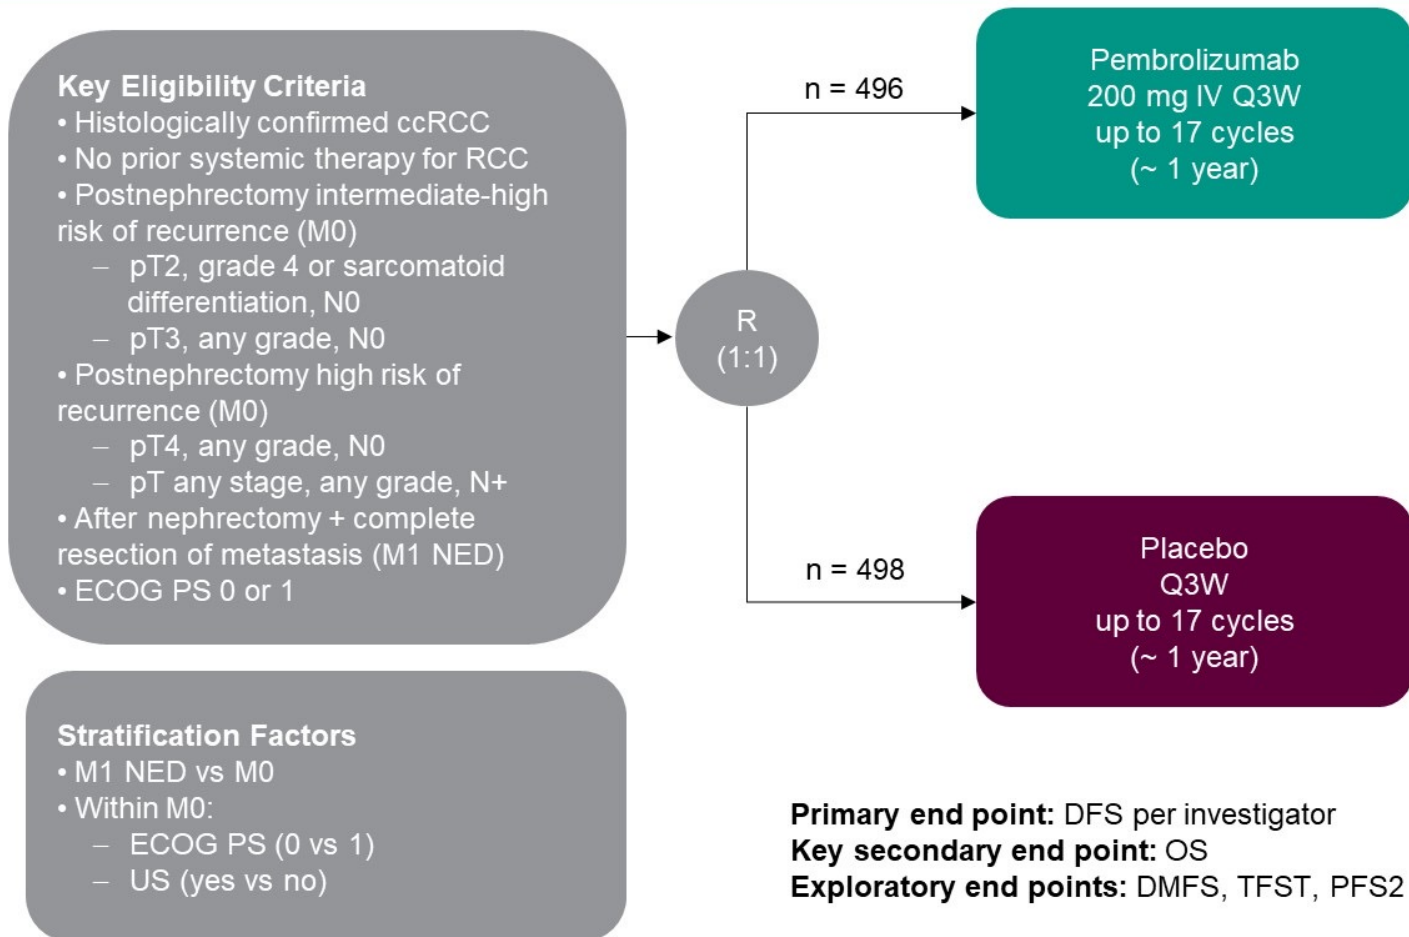 Key Eligibility Criteria
• Histologically confirmed ccRCC
• No prior systemic therapy for RCC
• Postnephrectomy intermediate-high
risk of recurrence (M0)
– pT2, grade 4 or sarcomatoid
differentiation, N0
– pT3, any grade, N0
• Postnephrectomy high risk of
recurrence (M0)
– pT4, any grade, N0
– pT any stage, any grade, N+
• After nephrectomy + complete
resection of metastasis (M1 NED)
• ECOG PS 0 or 1
Stratification Factors
• M1 NED vs M0
• Within M0:
– ECOG PS (0 vs 1)
– US (yes vs no)
R
(1:1)
n = 496
Pembrolizumab
200 mg IV Q3W
up to 17 cycles
(~ 1 year)
n = 498
Placebo
Q3W
up to 17 cycles
(~ 1 year)
Primary end point: DFS per investigator
Key secondary end point: OS
Exploratory end points: DMFS, TFST, PFS2